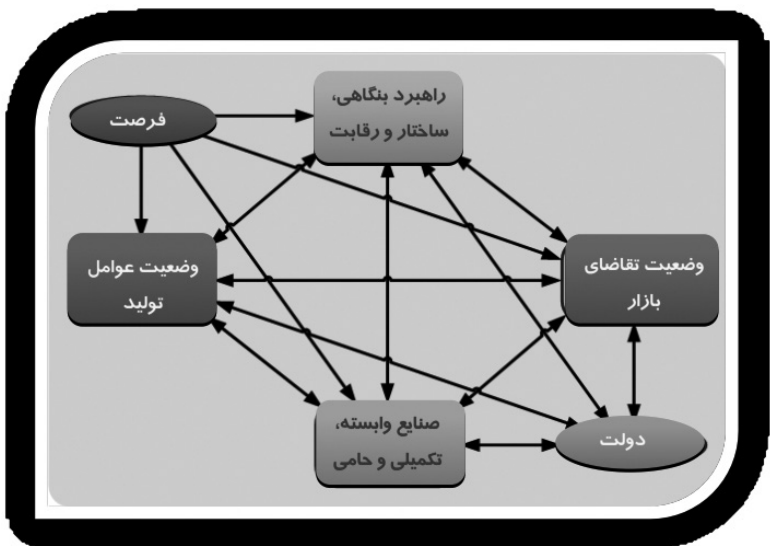 راهبرد بنگاهی،
ساختار و رقابت
فرصت
وضعیت عوامل
تولید
وضعیت تقاضای
بازار
صنایع وابسته،
تکمیلی و حامی
دولت